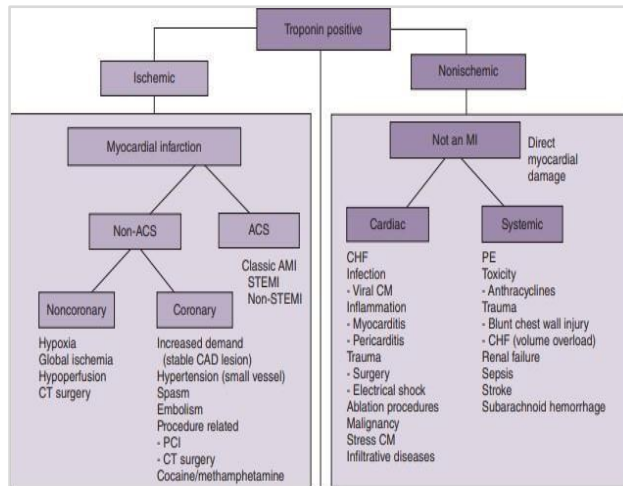 Troponin positive
Ischemic
Nonischemic
Myocardial infarction
Non-ACS
ACS
Classic AMI
STEMI
Non-STEMI
Noncoronary
Hypoxia
Global ischemia
Hypoperfusion
CT surgery
Coronary
Increased demand
(stable CAD lesion)
Hypertension (small vessel)
Spasm
Embolism
Procedure related
- PCI
- CT surgery
Cocaine/methamphetamine
Not an MI
Direct
myocardial
damage
Cardiac
CHF
Infection
- Viral CM
Inflammation
- Myocarditis
- Pericarditis
Trauma
- Surgery
- Electrical shock
Ablation procedures
Malignancy
Stress CM
Infiltrative diseases
Systemic
PE
Toxicity
- Anthracyclines
Trauma
- Blunt chest wall injury
- CHF (volume overload)
Renal failure
Sepsis
Stroke
Subarachnoid hemorrhage